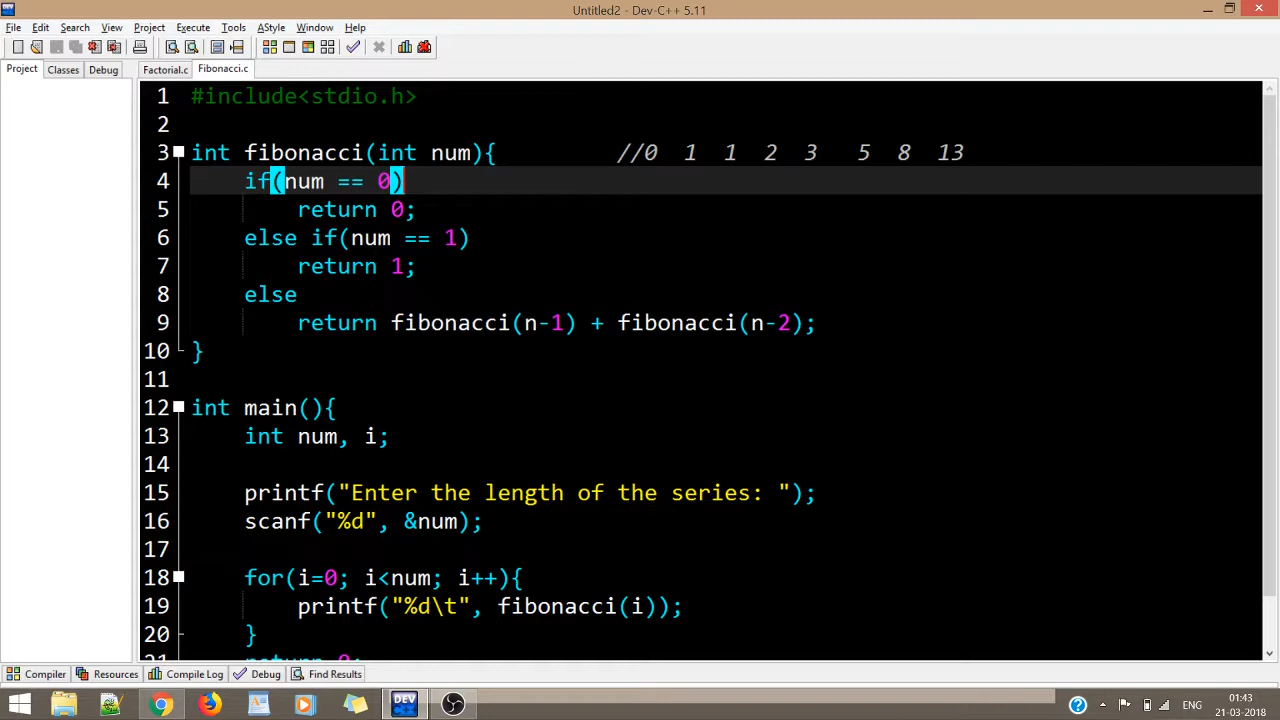 Untitled2 - Dev-C++ 5.11
File Edit Search View Project Execute Tools AStyle Window Help
Project Classes Debug Factorial.c Fibonacci.c
1 #include<stdio.h>
2
3 int fibonacci(int num){ //0 1 1 2 3 5 8 13
4 if(num == 0)
5 return 0;
6 else if(num == 1)
7 return 1;
8 else
9 return fibonacci(n-1) + fibonacci(n-2);
10 }
11
12 int main(){
13 int num, i;
14
15 printf("Enter the length of the series: ");
16 scanf("%d", &num);
17
18 for(i=0; i<num; i++){
19 printf("%d\t", fibonacci(i));
20 }
21 return 0;
Compiler Resources Compile Log Debug Find Results
DEV
01:43
21-03-2018